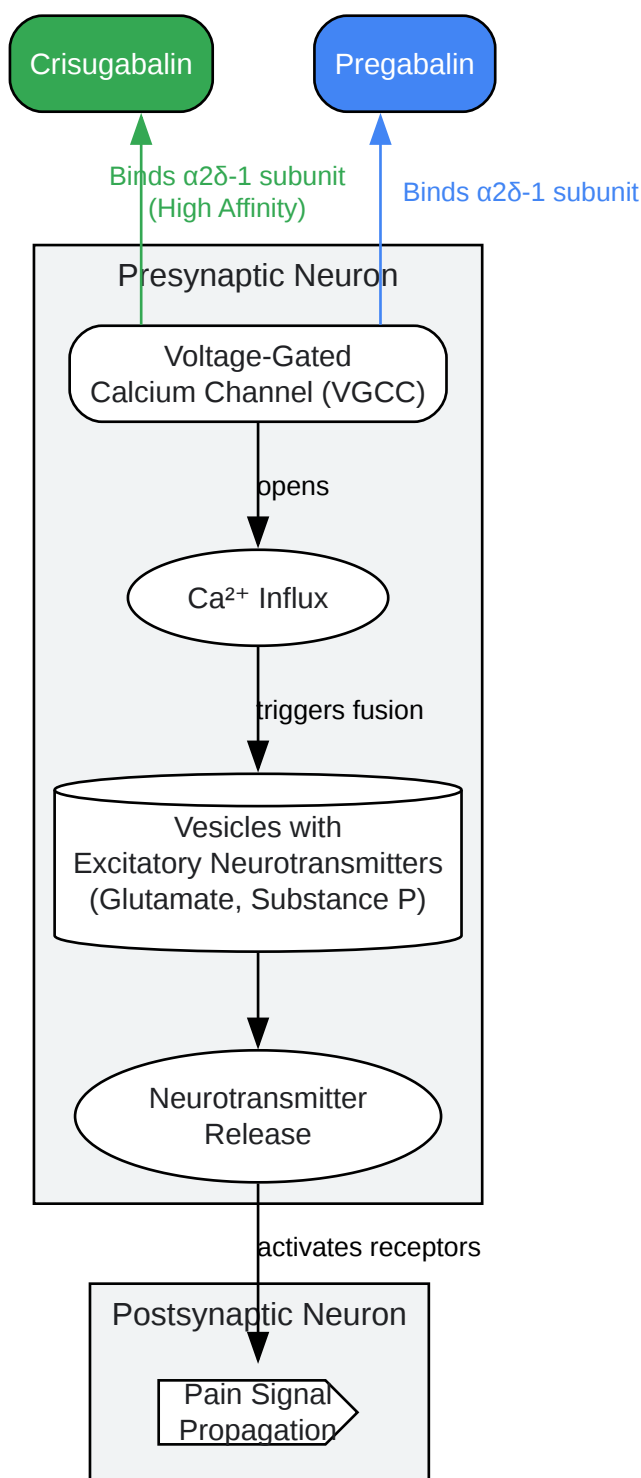 Crisugabalin
Pregabalin
Binds α2δ-1 subunit
(High Affinity)
Binds α2δ-1 subunit
Presynaptic Neuron
Voltage-Gated
Calcium Channel (VGCC)
opens
Ca²⁺ Influx
triggers fusion
Vesicles with
Excitatory Neurotransmitters
(Glutamate, Substance P)
Neurotransmitter
Release
activates receptors
Postsynaptic Neuron
Pain Signal
Propagation